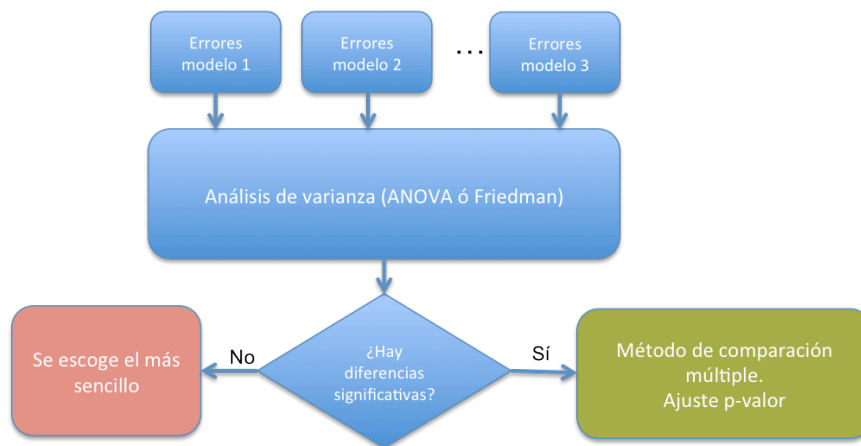 Errores
modelo 1
Errores
modelo 2
...
Errores
modelo 3
Análisis de varianza (ANOVA ó Friedman)
¿Hay
diferencias
significativas?
No
Sí
Se escoge el más
sencillo
Método de comparación
múltiple.
Ajuste p-valor